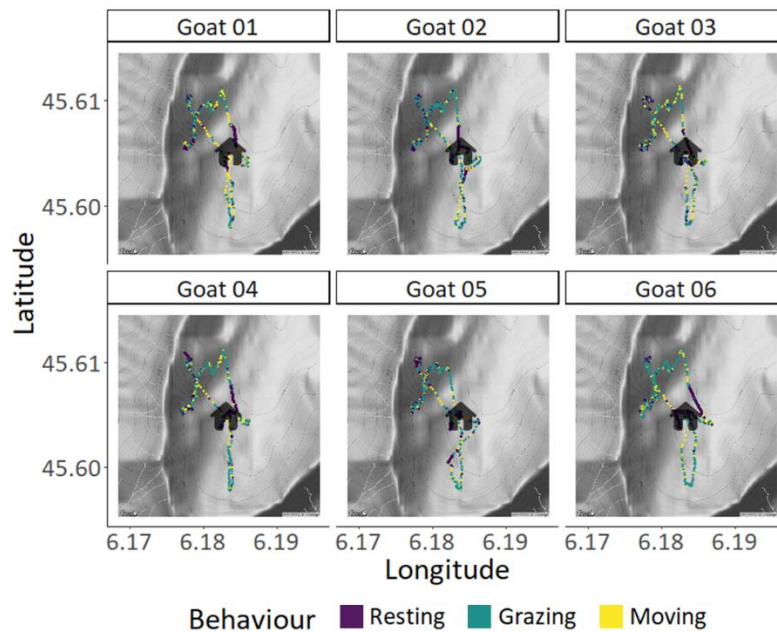 Goat 01 Goat 02 Goat 03
45.61
45.60
Latitude
Goat 04 Goat 05 Goat 06
45.61
45.60
6.17 6.18 6.19 6.17 6.18 6.19 6.17 6.18 6.19
Longitude
Behaviour Resting Grazing Moving